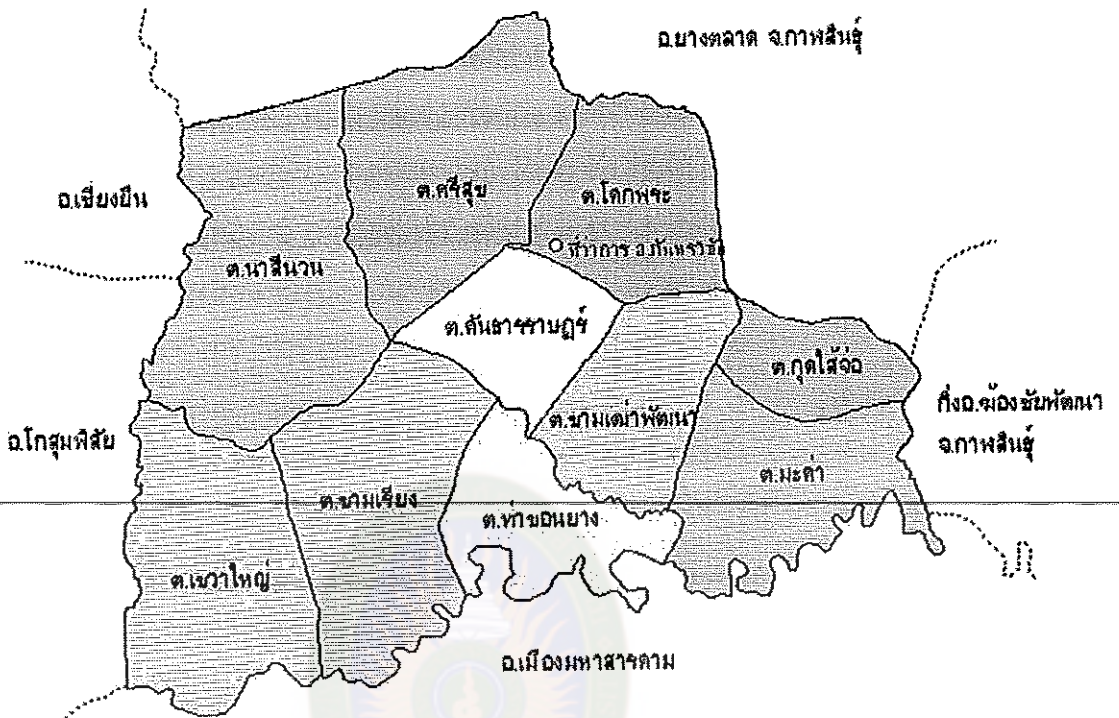 อ.ยางตลาด จ.กาฬสินธุ์
อ.เชียงยืน
ต.ศรีสุข
ต.โคกพระ
ที่ว่าการ อ.กันทรวิชัย
ต.นาสีนวน
ต.คันธารราษฎร์
ต.กุดใส้จ่อ
กิ่งอ.ฆ้องชัยพัฒนา
จ.กาฬสินธุ์
ต.ขามเฒ่าพัฒนา
อ.โกสุมพิสัย
ต.มะค่า
ต.ขามเรียง
ต.ท่าขอนยาง
ต.เขวาใหญ่
อ.เมืองมหาสารคาม